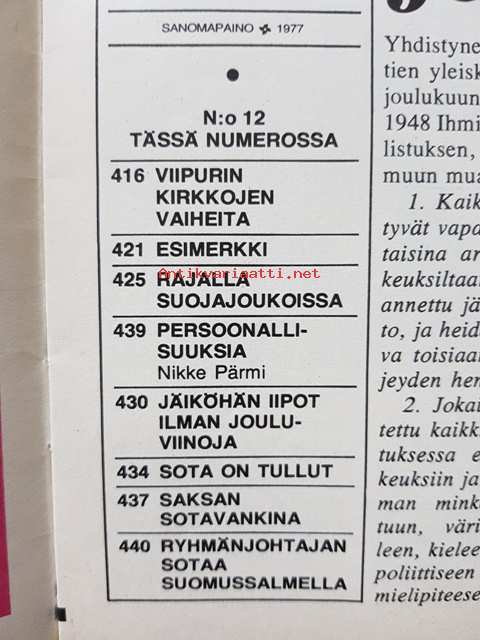 SANOMAPAINO 1977
N:o 12
TÄSSÄ NUMEROSSA
416 VIIPURIN
KIRKKOJEN
VAIHEITA
421 ESIMERKKI
Antikvariaatti.net
425 RAJALLA
SUOJAJOUKOISSA
439 PERSOONALLI-
SUUKSIA
Nikke Pärmi
430 JÄIKÖHÄN IIPOT
ILMAN JOULU-
VIINOJA
434 SOTA ON TULLUT
437 SAKSAN
SOTAVANKINA
440 RYHMÄNJOHTAJAN
SOTAA
SUOMUSSALMELLA
Yhdistyne
tien yleisk
joulukuun
1948 Ihmi
listuksen,
muun mua
1. Kaik
tyvät vapa
taisina ar
keuksiltaa
annettu jä
to, ja heid
va toisiaa
jeyden hen
2. Jokai
tettu kaikk
tuksessa e
keuksiin ja
man mink
tuun, väri
leen, kielee
poliittiseen
mielipiteese